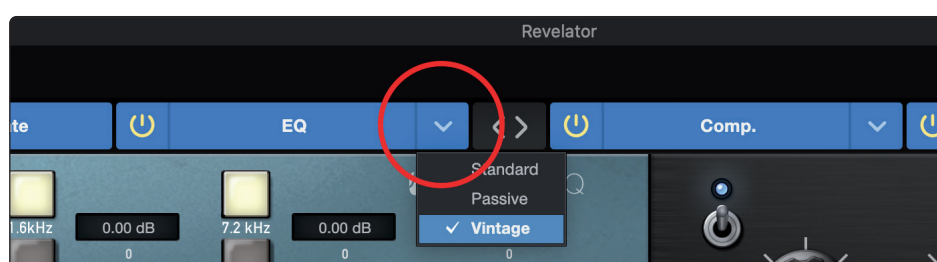 Revelator
te
EQ
Comp.
Standard
Q
Passive
1.6kHz
0.00 dB
7.2 kHz
0.00 dB
Vintage
0
0
0